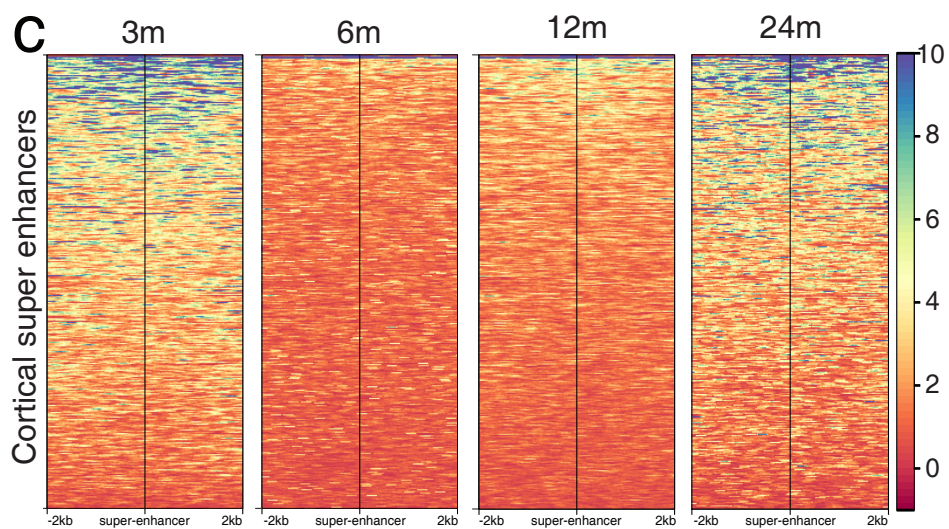 C
3m 6m 12m 24m
Cortical super enhancers
10
8
6
4
2
0
-2kb super-enhancer 2kb -2kb super-enhancer 2kb -2kb super-enhancer 2kb -2kb super-enhancer 2kb